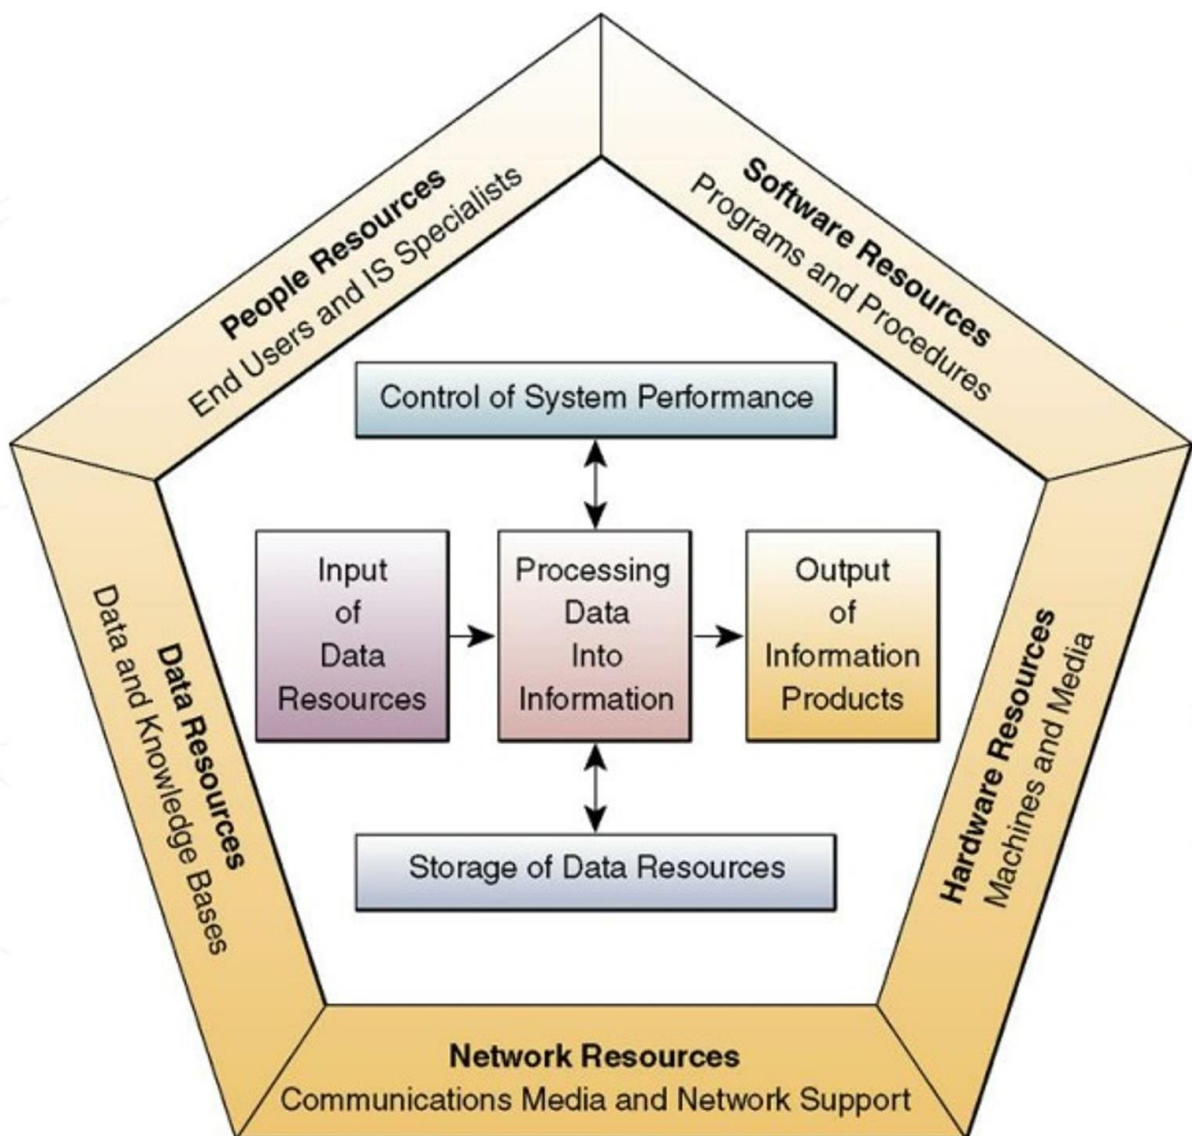 People Resources
End Users and IS Specialists
Software Resources
Programs and Procedures
Control of System Performance
Input
of
Data
Resources
Processing
Data
Into
Information
Output
of
Information
Products
Storage of Data Resources
Data Resources
Data and Knowledge Bases
Hardware Resources
Machines and Media
Network Resources
Communications Media and Network Support